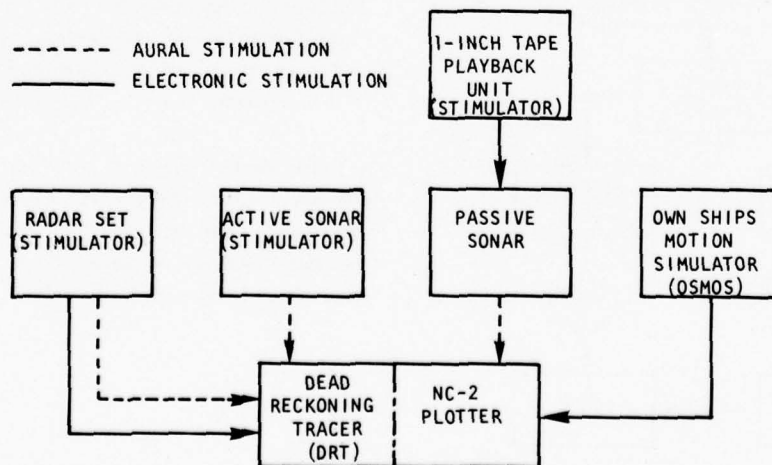 AURAL STIMULATION
ELECTRONIC STIMULATION
1-INCH TAPE
PLAYBACK
UNIT
(STIMULATOR)
RADAR SET
(STIMULATOR)
ACTIVE SONAR
(STIMULATOR)
PASSIVE
SONAR
OWN SHIPS
MOTION
SIMULATOR
(OSMOS)
DEAD
RECKONING
TRACER
(DRT)
NC-2
PLOTTER